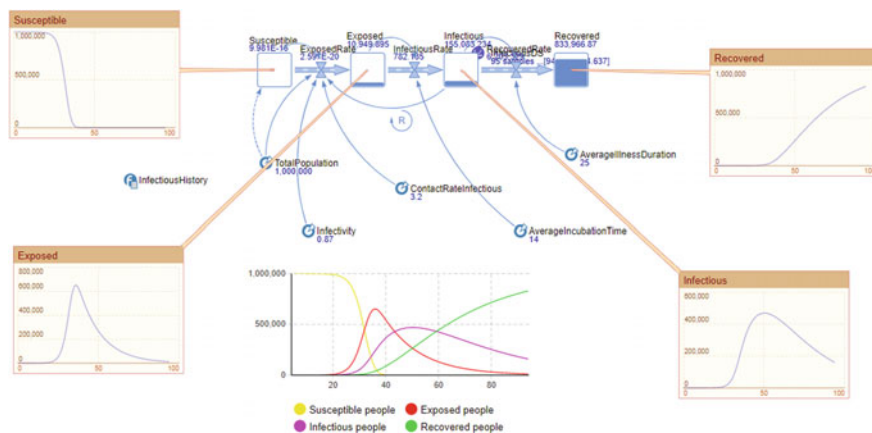 Susceptible
1,000,000
500,000
0
0
50
100
Susceptible
9.981E-16
ExposedRate
2.591E-20
Exposed
10,949.895
InfectiousRate
782.135
Infectious
155,083.234
RecoveredRate
95 samples
Recovered
833,966.87
Recovered
1,000,000
500,000
0
0
50
100
R
TotalPopulation
1,000,000
InfectiousHistory
ContactRateInfectious
3.2
AverageIllnessDuration
25
Infectivity
0.87
AverageIncubationTime
14
Exposed
800,000
600,000
400,000
200,000
0
0
50
100
1,000,000
500,000
0
20
40
60
80
Susceptible people
Exposed people
Infectious people
Recovered people
Infectious
600,000
400,000
200,000
0
0
50
100